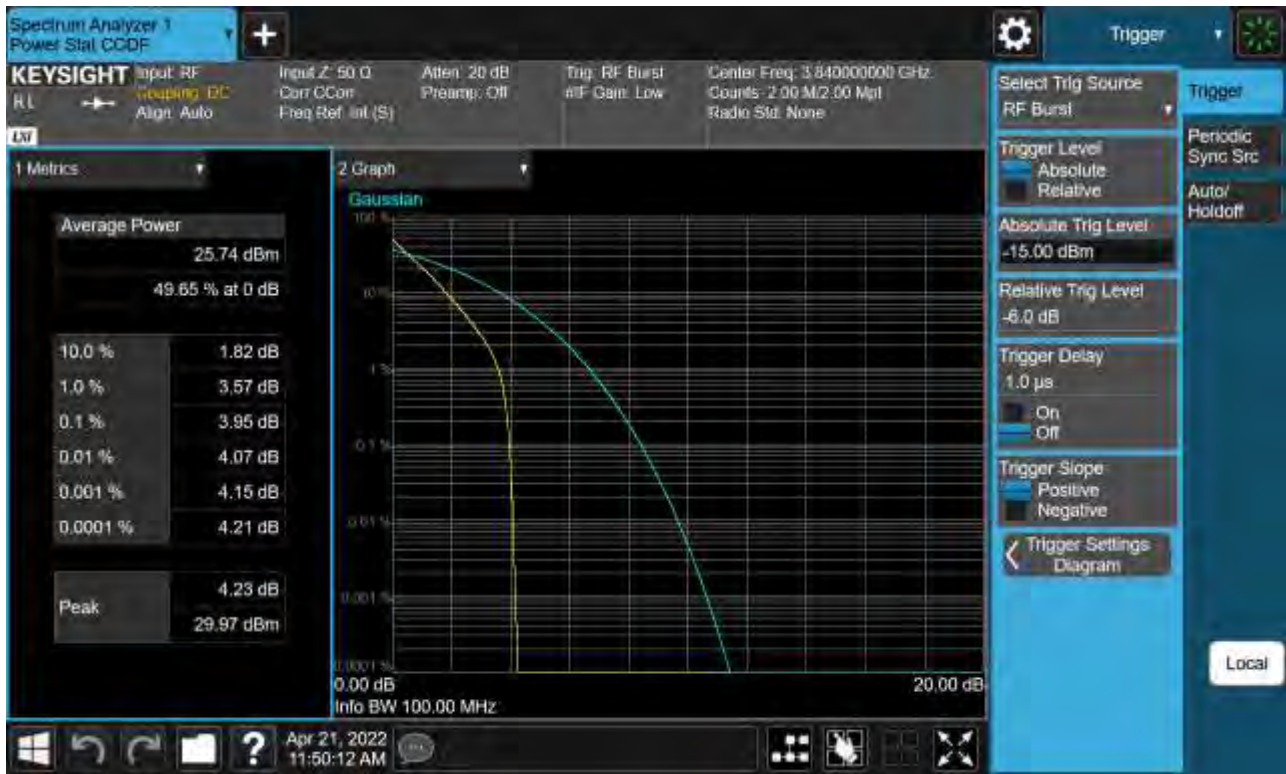 Spectrum Analyzer 1
Power Stat CCDF
+
Trigger
KEYSIGHT
RL
LXI
Input: RF
Coupling: DC
Align: Auto
Input Z: 50 Ω
Corr CCorr
Freq Ref: Int (S)
Atten: 20 dB
Preamp: Off
Trig: RF Burst
#IF Gain: Low
Center Freq: 3.840000000 GHz
Counts: 2.00 M/2.00 Mpt
Radio Std: None
1 Metrics
Average Power
25.74 dBm
49.65 % at 0 dB
10.0 % 1.82 dB
1.0 % 3.57 dB
0.1 % 3.95 dB
0.01 % 4.07 dB
0.001 % 4.15 dB
0.0001 % 4.21 dB
Peak
4.23 dB
29.97 dBm
2 Graph
Gaussian
100 %
10 %
1 %
0.1 %
0.01 %
0.001 %
0.0001 %
0.00 dB
20.00 dB
Info BW 100.00 MHz
Select Trig Source
RF Burst
Trigger Level
Absolute
Relative
Absolute Trig Level
-15.00 dBm
Relative Trig Level
-6.0 dB
Trigger Delay
1.0 µs
On
Off
Trigger Slope
Positive
Negative
Trigger Settings
Diagram
Trigger
Periodic
Sync Src
Auto/
Holdoff
Local
?
Apr 21, 2022
11:50:12 AM